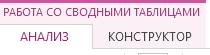 РАБОТА СО СВОДНЫМИ ТАБЛИЦАМИ
АНАЛИЗ КОНСТРУКТОР